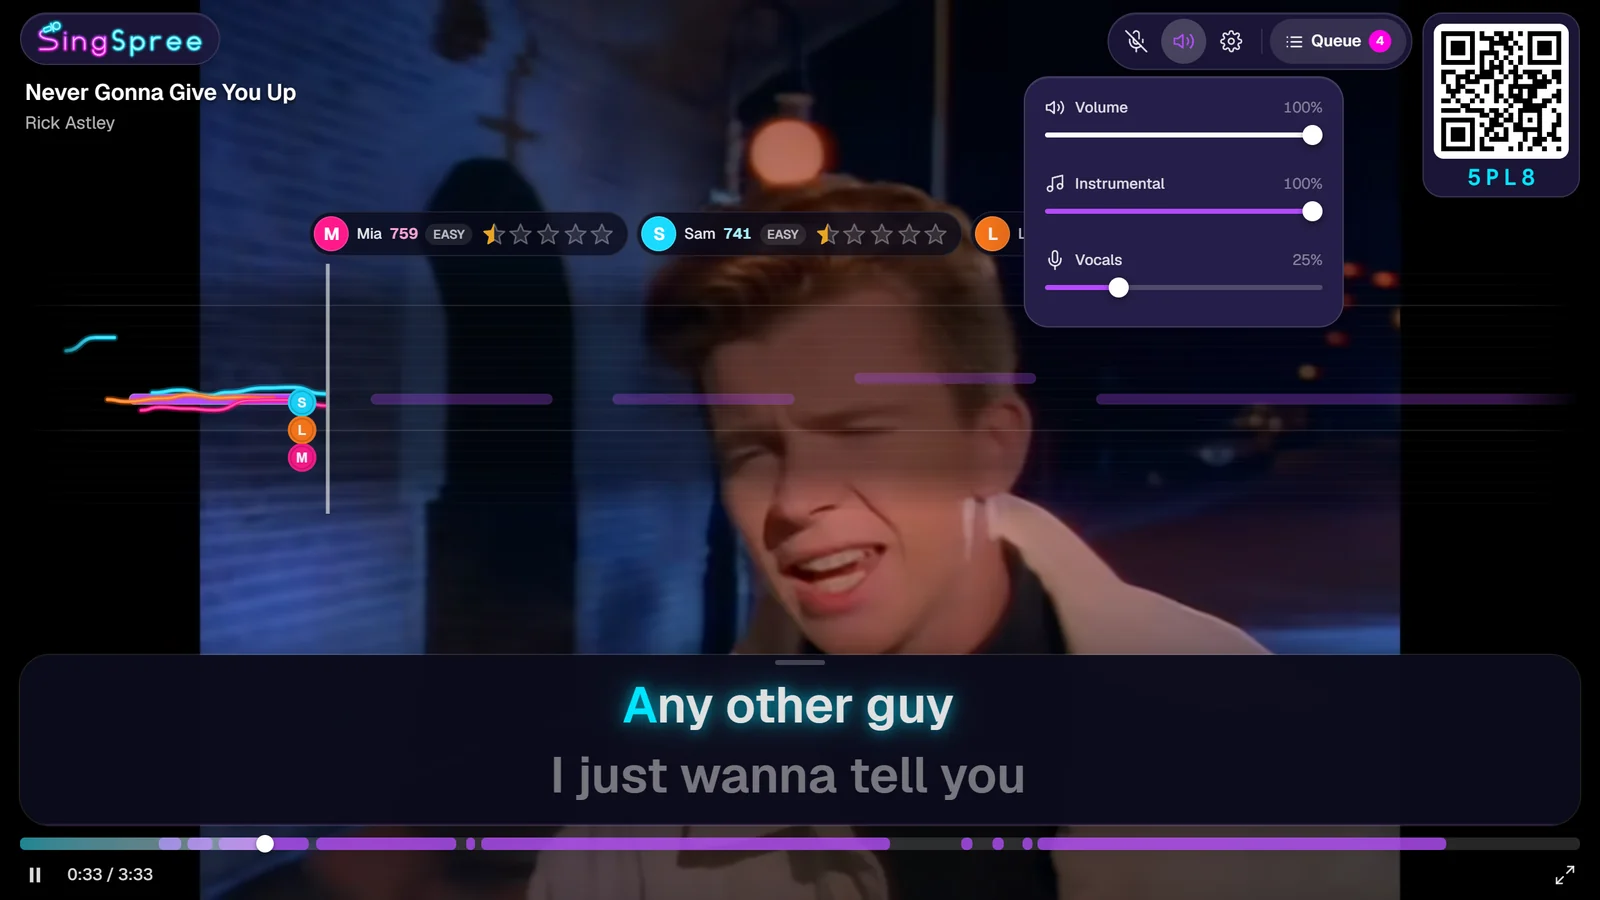 SingSpree
Never Gonna Give You Up
Rick Astley
Queue 4
5PL8
Volume 100%
Instrumental 100%
Vocals 25%
M Mia 759 EASY
S Sam 741 EASY
L L
S
L
M
Any other guy
I just wanna tell you
0:33 / 3:33